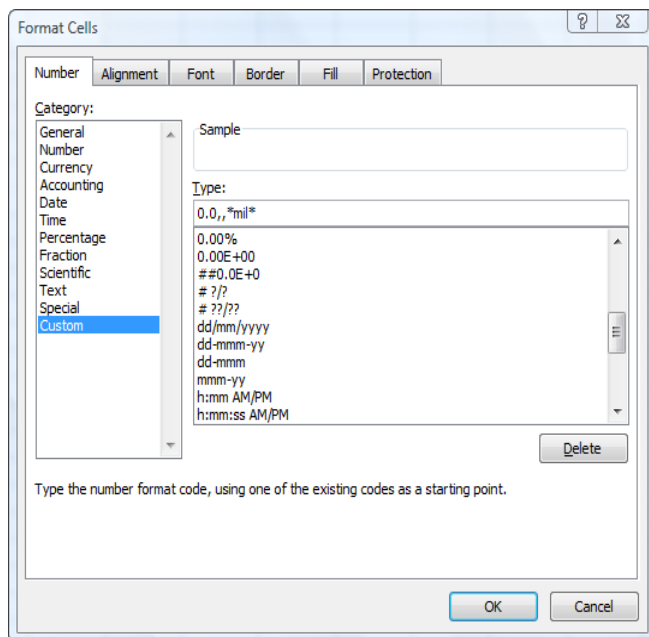 Format Cells
Number Alignment Font Border Fill Protection
Category:
General
Number
Currency
Accounting
Date
Time
Percentage
Fraction
Scientific
Text
Special
Custom
Sample
Type:
0.0,,*mil*
0.00%
0.00E+00
##0.0E+0
# ?/?
# ??/??
dd/mm/yyyy
dd-mmm-yy
dd-mmm
mmm-yy
h:mm AM/PM
h:mm:ss AM/PM
Delete
Type the number format code, using one of the existing codes as a starting point.
OK Cancel